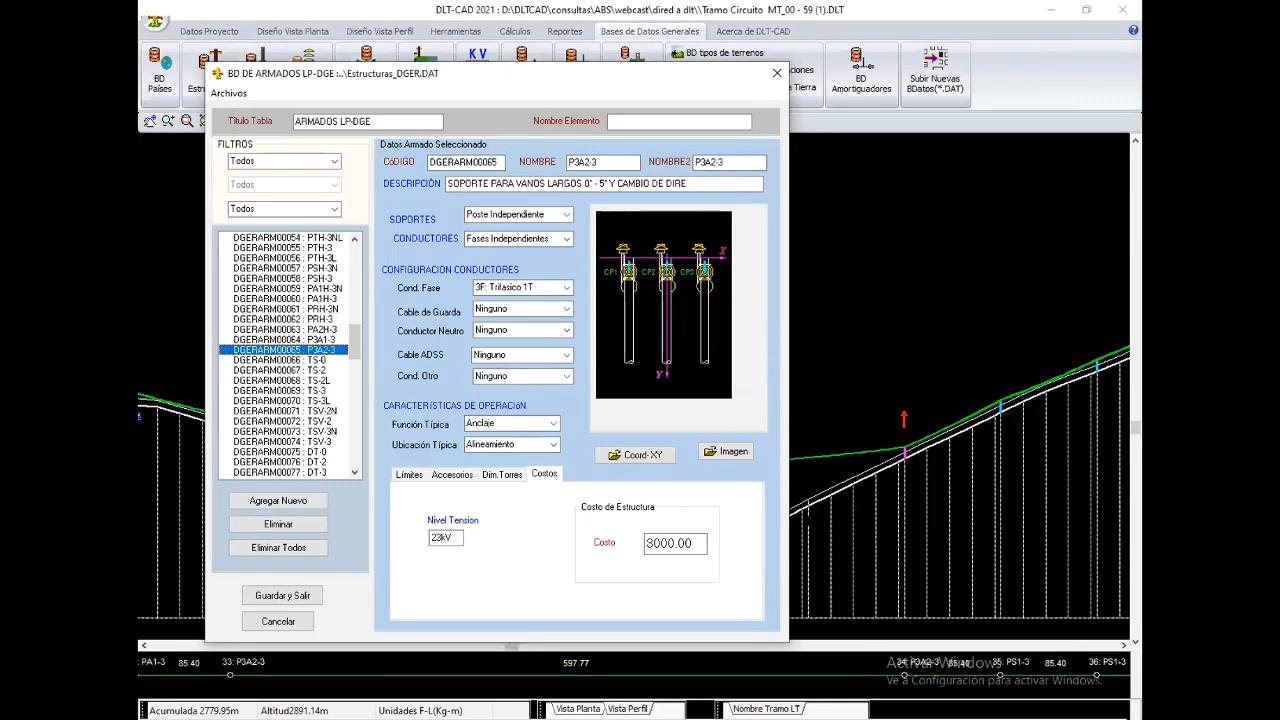 DLT-CAD 2021 : D:\DLTCAD\consultas\ABS\webcast\dired a dlt\\Tramo Circuito MT_00 - 59 (1).DLT
Datos Proyecto
Diseño Vista Planta
Diseño Vista Perfil
Herramientas
Cálculos
Reportes
Bases de Datos Generales
Acerca de DLT-CAD
BD Países
KV
BD tipos de terrenos
BD Amortiguadores
Subir Nuevas BDatos(*.DAT)
BD DE ARMADOS LP-DGE :..\Estructuras_DGER.DAT
Archivos
Titulo Tabla
ARMADOS LP-DGE
Nombre Elemento
FILTROS
Todos
Todos
Todos
DGERARM00054 : PTH-3NL
DGERARM00055 : PTH-3
DGERARM00056 : PTH-3L
DGERARM00057 : PSH-3N
DGERARM00058 : PSH-3
DGERARM00059 : PA1H-3N
DGERARM00060 : PA1H-3
DGERARM00061 : PRH-3N
DGERARM00062 : PRH-3
DGERARM00063 : PA2H-3
DGERARM00064 : P3A1-3
DGERARM00065 : P3A2-3
DGERARM00066 : TS-0
DGERARM00067 : TS-2
DGERARM00068 : TS-2L
DGERARM00069 : TS-3
DGERARM00070 : TS-3L
DGERARM00071 : TSV-2N
DGERARM00072 : TSV-2
DGERARM00073 : TSV-3N
DGERARM00074 : TSV-3
DGERARM00075 : DT-0
DGERARM00076 : DT-2
DGERARM00077 : DT-3
Agregar Nuevo
Eliminar
Eliminar Todos
Guardar y Salir
Cancelar
Datos Armado Seleccionado
CóDIGO
DGERARM00065
NOMBRE
P3A2-3
NOMBRE2
P3A2-3
DESCRIPCIÓN
SOPORTE PARA VANOS LARGOS 0° - 5° Y CAMBIO DE DIRE
SOPORTES
Poste Independiente
CONDUCTORES
Fases Independientes
CONFIGURACION CONDUCTORES
Cond. Fase
3F: Trifasico 1T
Cable de Guarda
Ninguno
Conductor Neutro
Ninguno
Cable ADSS
Ninguno
Cond. Otro
Ninguno
CARACTERíSTICAS DE OPERACIóN
Función Típica
Anclaje
Ubicación Típica
Alineamiento
X
CP1
CP2
CP3
Y
Coord- XY
Imagen
Límites
Accesorios
Dim.Torres
Costos
Nivel Tension
23kV
Costo de Estructura
Costo
3000.00
ciones
a Tierra
PA1-3
85.40
33: P3A2-3
597.77
34: P3A2-3
85.40
35: PS1-3
85.40
36: PS1-3
Activar Windows
Ve a Configuración para activar Windows.
Acumulada 2779.95m
Altitud2891.14m
Unidades F-L(Kg-m)
Vista Planta
Vista Perfil
Nombre Tramo LT